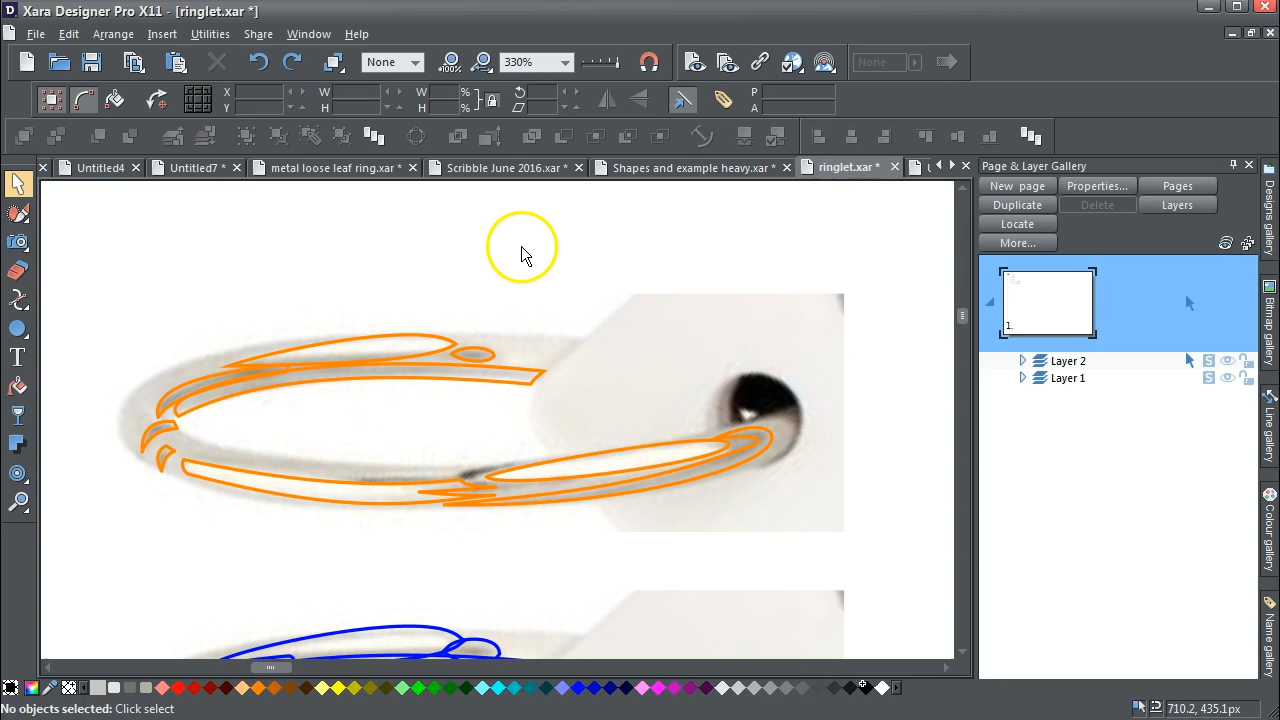 Xara Designer Pro X11 - [ringlet.xar *]
File Edit Arrange Insert Utilities Share Window Help
None 100% 330% None
X W % P
Y H % A
Untitled4 Untitled7 * metal loose leaf ring.xar * Scribble June 2016.xar * Shapes and example heavy.xar * ringlet.xar *
Page & Layer Gallery
New page Properties... Pages
Duplicate Delete Layers
Locate
More...
1.
Layer 2 S
Layer 1 S
Designs gallery
Bitmap gallery
Line gallery
Colour gallery
Name gallery
No objects selected: Click select
710.2, 435.1px